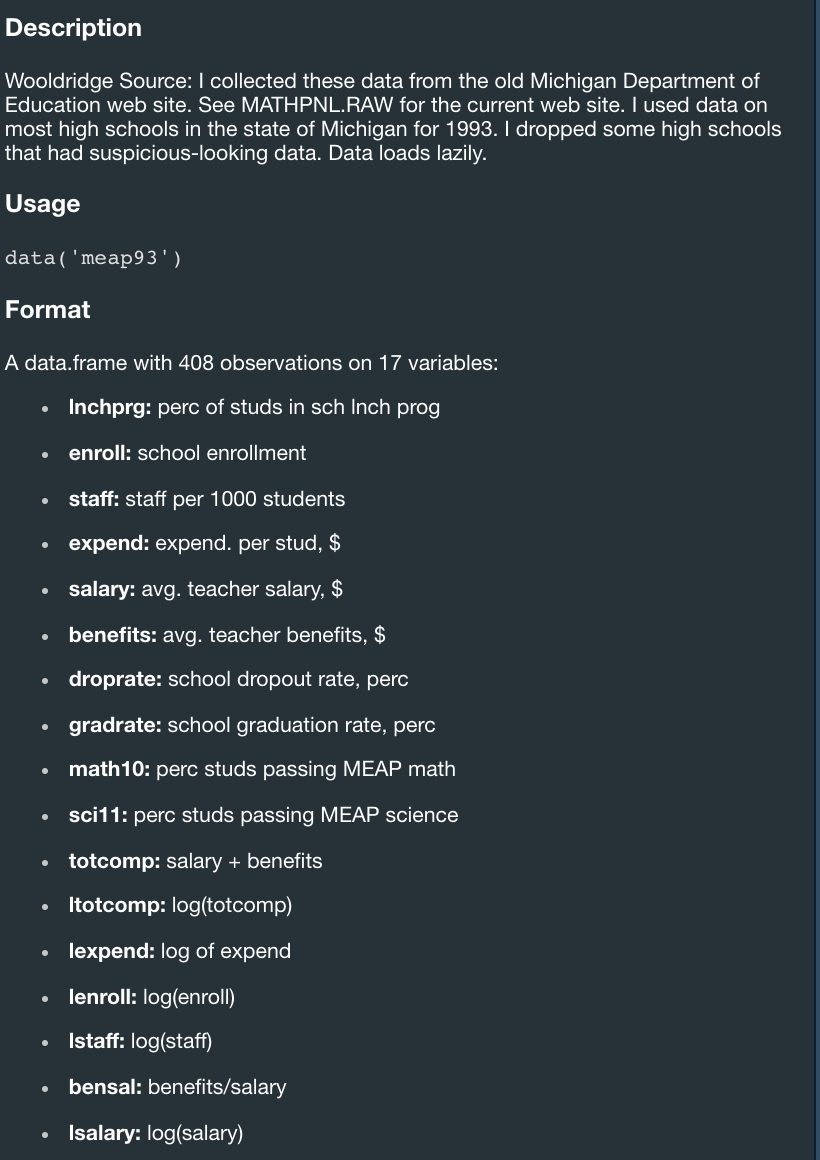 Description
Wooldridge Source: I collected these data from the old Michigan Department of
Education web site. See MATHPNL.RAW for the current web site. I used data on
most high schools in the state of Michigan for 1993. I dropped some high schools
that had suspicious-looking data. Data loads lazily.
Usage
data('meap93')
Format
A data.frame with 408 observations on 17 variables:
• lnchprg: perc of studs in sch lnch prog
• enroll: school enrollment
• staff: staff per 1000 students
• expend: expend. per stud, $
• salary: avg. teacher salary, $
• benefits: avg. teacher benefits, $
• droprate: school dropout rate, perc
• gradrate: school graduation rate, perc
• math10: perc studs passing MEAP math
• sci11: perc studs passing MEAP science
• totcomp: salary + benefits
• ltotcomp: log(totcomp)
• lexpend: log of expend
• lenroll: log(enroll)
• lstaff: log(staff)
• bensal: benefits/salary
• lsalary: log(salary)